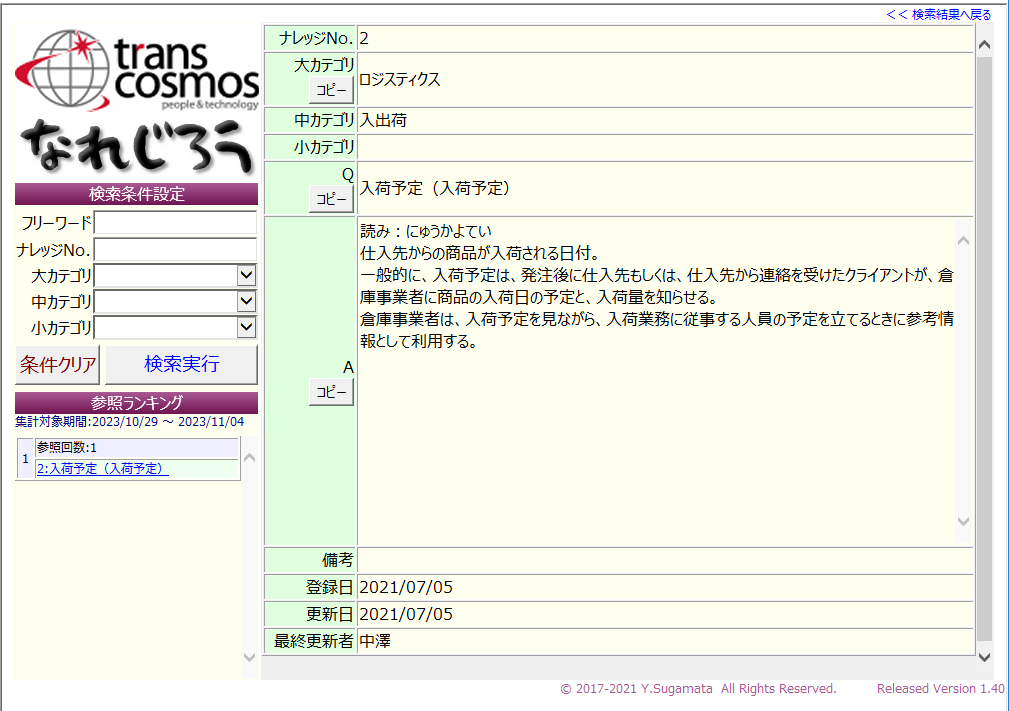 << 検索結果へ戻る
trans
cosmos
people & technology
なれじろう
検索条件設定
フリーワード
ナレッジNo.
大カテゴリ
中カテゴリ
小カテゴリ
条件クリア 検索実行
参照ランキング
集計対象期間:2023/10/29 ～ 2023/11/04
1 参照回数:1
2:入荷予定（入荷予定）
ナレッジNo. 2
大カテゴリ
コピー
ロジスティクス
中カテゴリ 入出荷
小カテゴリ
Q
コピー
入荷予定（入荷予定）
A
コピー
読み：にゅうかよてい
仕入先からの商品が入荷される日付。
一般的に、入荷予定は、発注後に仕入先もしくは、仕入先から連絡を受けたクライアントが、倉
庫事業者に商品の入荷日の予定と、入荷量を知らせる。
倉庫事業者は、入荷予定を見ながら、入荷業務に従事する人員の予定を立てるときに参考情
報として利用する。
備考
登録日 2021/07/05
更新日 2021/07/05
最終更新者 中澤
© 2017-2021 Y.Sugamata All Rights Reserved. Released Version 1.40